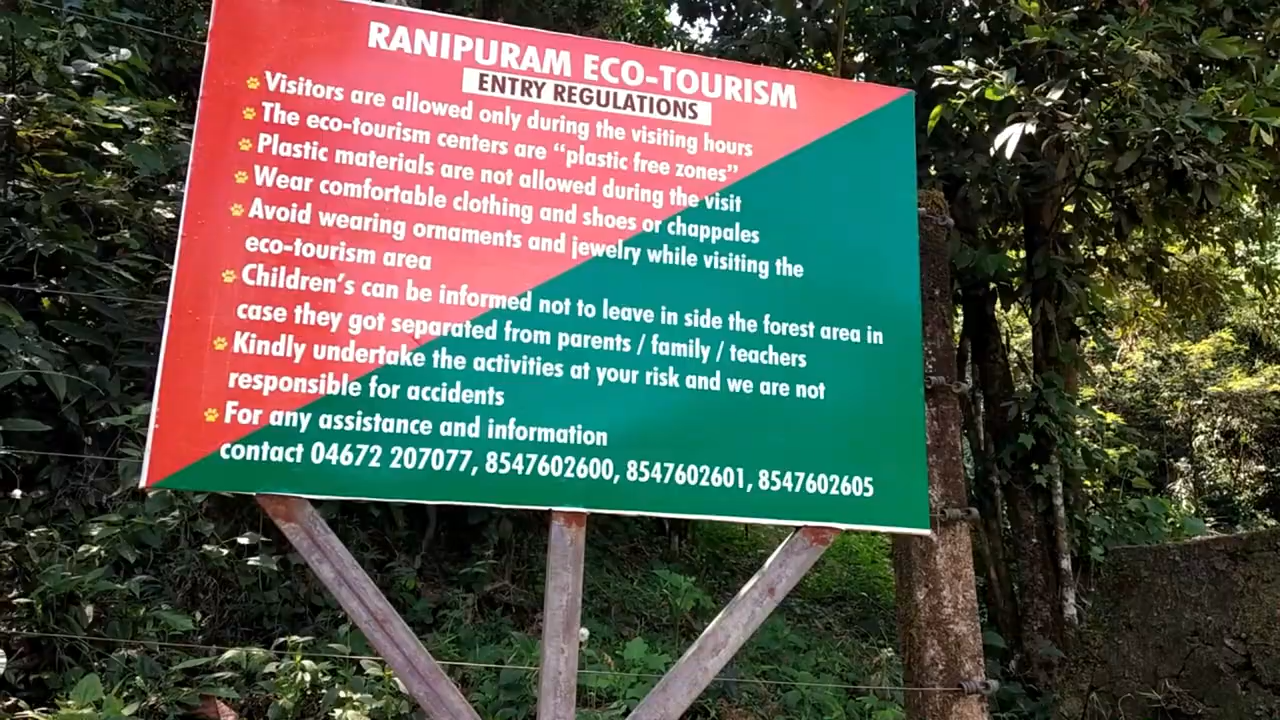 RANIPURAM ECO-TOURISM
ENTRY REGULATIONS
Visitors are allowed only during the visiting hours
The eco-tourism centers are “plastic free zones”
Plastic materials are not allowed during the visit
Wear comfortable clothing and shoes or chappales
Avoid wearing ornaments and jewelry while visiting the
eco-tourism area
Children's can be informed not to leave in side the forest area in
case they got separated from parents / family / teachers
Kindly undertake the activities at your risk and we are not
responsible for accidents
For any assistance and information
contact 04672 207077, 8547602600, 8547602601, 8547602605